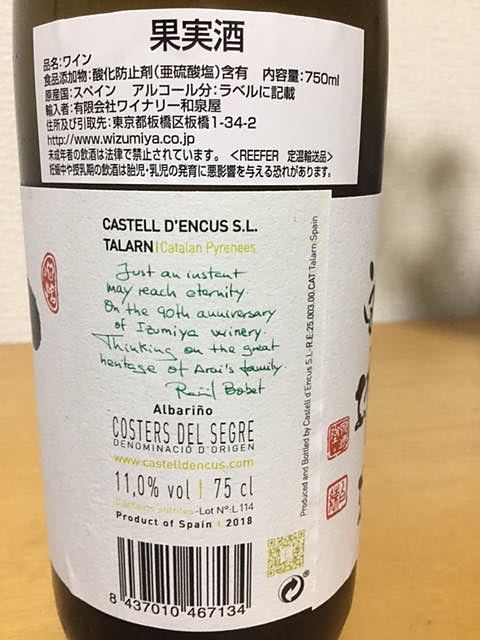 果実酒
品名:ワイン
食品添加物:酸化防止剤(亜硫酸塩)含有 内容量:750ml
原産国:スペイン アルコール分:ラベルに記載
輸入者:有限会社ワイナリー和泉屋
住所及び引取先:東京都板橋区板橋1-34-2
http://www.wizumiya.co.jp
未成年者の飲酒は法律で禁止されています。 <REEFER 定温輸送品>
妊娠中や授乳期の飲酒は胎児・乳児の発育に悪影響を与える恐れがあります。
CASTELL D'ENCUS S.L.
TALARN | Catalan Pyrenees
Just an instant
may reach eternity
On the 90th anniversary
of Izumiya winery.
Thinking on the great
heritage of Arai's family.
Raül Bobet
Albariño
COSTERS DEL SEGRE
DENOMINACIÓ D'ORIGEN
www.castelldencus.com
11,0% vol | 75 cl
Contains sulfites -Lot Nº:L 114
Product of Spain | 2018
8 437010 467134
Produced and Bottled by Castell d'Encus S.L-R.E:25.003.00.CAT Talarn Spain